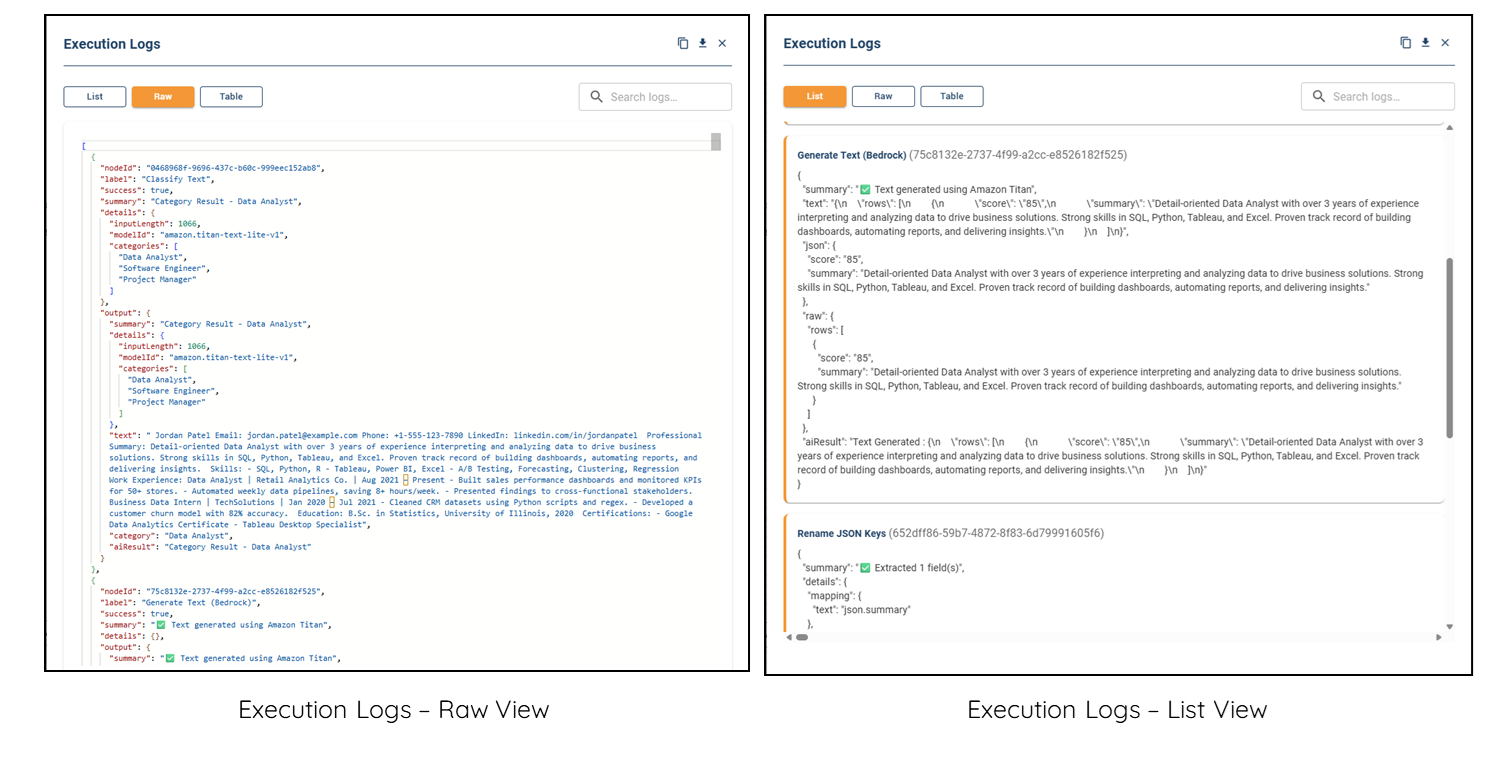 Execution Logs
List
Raw
Table
Search logs...
[
{
"nodeId": "0468968f-9696-437c-b60c-999eec152ab8",
"label": "Classify Text",
"success": true,
"summary": "Category Result - Data Analyst",
"details": {
"inputLength": 1066,
"modelId": "amazon.titan-text-lite-v1",
"categories": [
"Data Analyst",
"Software Engineer",
"Project Manager"
]
},
"output": {
"summary": "Category Result - Data Analyst",
"details": {
"inputLength": 1066,
"modelId": "amazon.titan-text-lite-v1",
"categories": [
"Data Analyst",
"Software Engineer",
"Project Manager"
]
},
"text": " Jordan Patel Email: jordan.patel@example.com Phone: +1-555-123-7890 LinkedIn: linkedin.com/in/jordanpatel  Professional
Summary: Detail-oriented Data Analyst with over 3 years of experience interpreting and analyzing data to drive business
solutions. Strong skills in SQL, Python, Tableau, and Excel. Proven track record of building dashboards, automating reports, and
delivering insights.  Skills: - SQL, Python, R - Tableau, Power BI, Excel - A/B Testing, Forecasting, Clustering, Regression
Work Experience: Data Analyst | Retail Analytics Co. | Aug 2021 – Present - Built sales performance dashboards and monitored KPIs
for 50+ stores. - Automated weekly data pipelines, saving 8+ hours/week. - Presented findings to cross-functional stakeholders.
Business Data Intern | TechSolutions | Jan 2020 – Jul 2021 - Cleaned CRM datasets using Python scripts and regex. - Developed a
customer churn model with 82% accuracy.  Education: B.Sc. in Statistics, University of Illinois, 2020  Certifications: - Google
Data Analytics Certificate - Tableau Desktop Specialist",
"category": "Data Analyst",
"aiResult": "Category Result - Data Analyst"
}
},
{
"nodeId": "75c8132e-2737-4f99-a2cc-e8526182f525",
"label": "Generate Text (Bedrock)",
"success": true,
"summary": "✅ Text generated using Amazon Titan",
"details": {},
"output": {
"summary": "✅ Text generated using Amazon Titan",
Execution Logs – Raw View
Execution Logs
List
Raw
Table
Search logs...
Generate Text (Bedrock) (75c8132e-2737-4f99-a2cc-e8526182f525)
{
"summary": "✅ Text generated using Amazon Titan",
"text": "{\n    \"rows\": [\n        {\n            \"score\": \"85\",\n            \"summary\": \"Detail-oriented Data Analyst with over 3 years of experience
interpreting and analyzing data to drive business solutions. Strong skills in SQL, Python, Tableau, and Excel. Proven track record of building
dashboards, automating reports, and delivering insights.\"\n        }\n    ]\n}",
"json": {
"score": "85",
"summary": "Detail-oriented Data Analyst with over 3 years of experience interpreting and analyzing data to drive business solutions. Strong
skills in SQL, Python, Tableau, and Excel. Proven track record of building dashboards, automating reports, and delivering insights."
},
"raw": {
"rows": [
{
"score": "85",
"summary": "Detail-oriented Data Analyst with over 3 years of experience interpreting and analyzing data to drive business solutions.
Strong skills in SQL, Python, Tableau, and Excel. Proven track record of building dashboards, automating reports, and delivering insights."
}
]
},
"aiResult": "Text Generated : {\n    \"rows\": [\n        {\n            \"score\": \"85\",\n            \"summary\": \"Detail-oriented Data Analyst with over 3
years of experience interpreting and analyzing data to drive business solutions. Strong skills in SQL, Python, Tableau, and Excel. Proven track
record of building dashboards, automating reports, and delivering insights.\"\n        }\n    ]\n}"
}
Rename JSON Keys (652dff86-59b7-4872-8f83-6d79991605f6)
{
"summary": "✅ Extracted 1 field(s)",
"details": {
"mapping": {
"text": "json.summary"
},
Execution Logs – List View